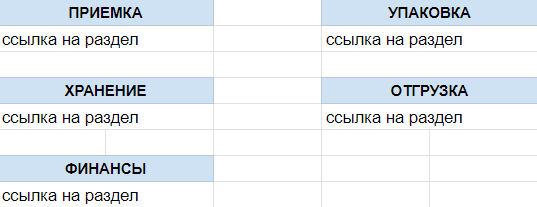 ПРИЕМКА УПАКОВКА
ссылка на раздел ссылка на раздел
ХРАНЕНИЕ ОТГРУЗКА
ссылка на раздел ссылка на раздел
ФИНАНСЫ
ссылка на раздел